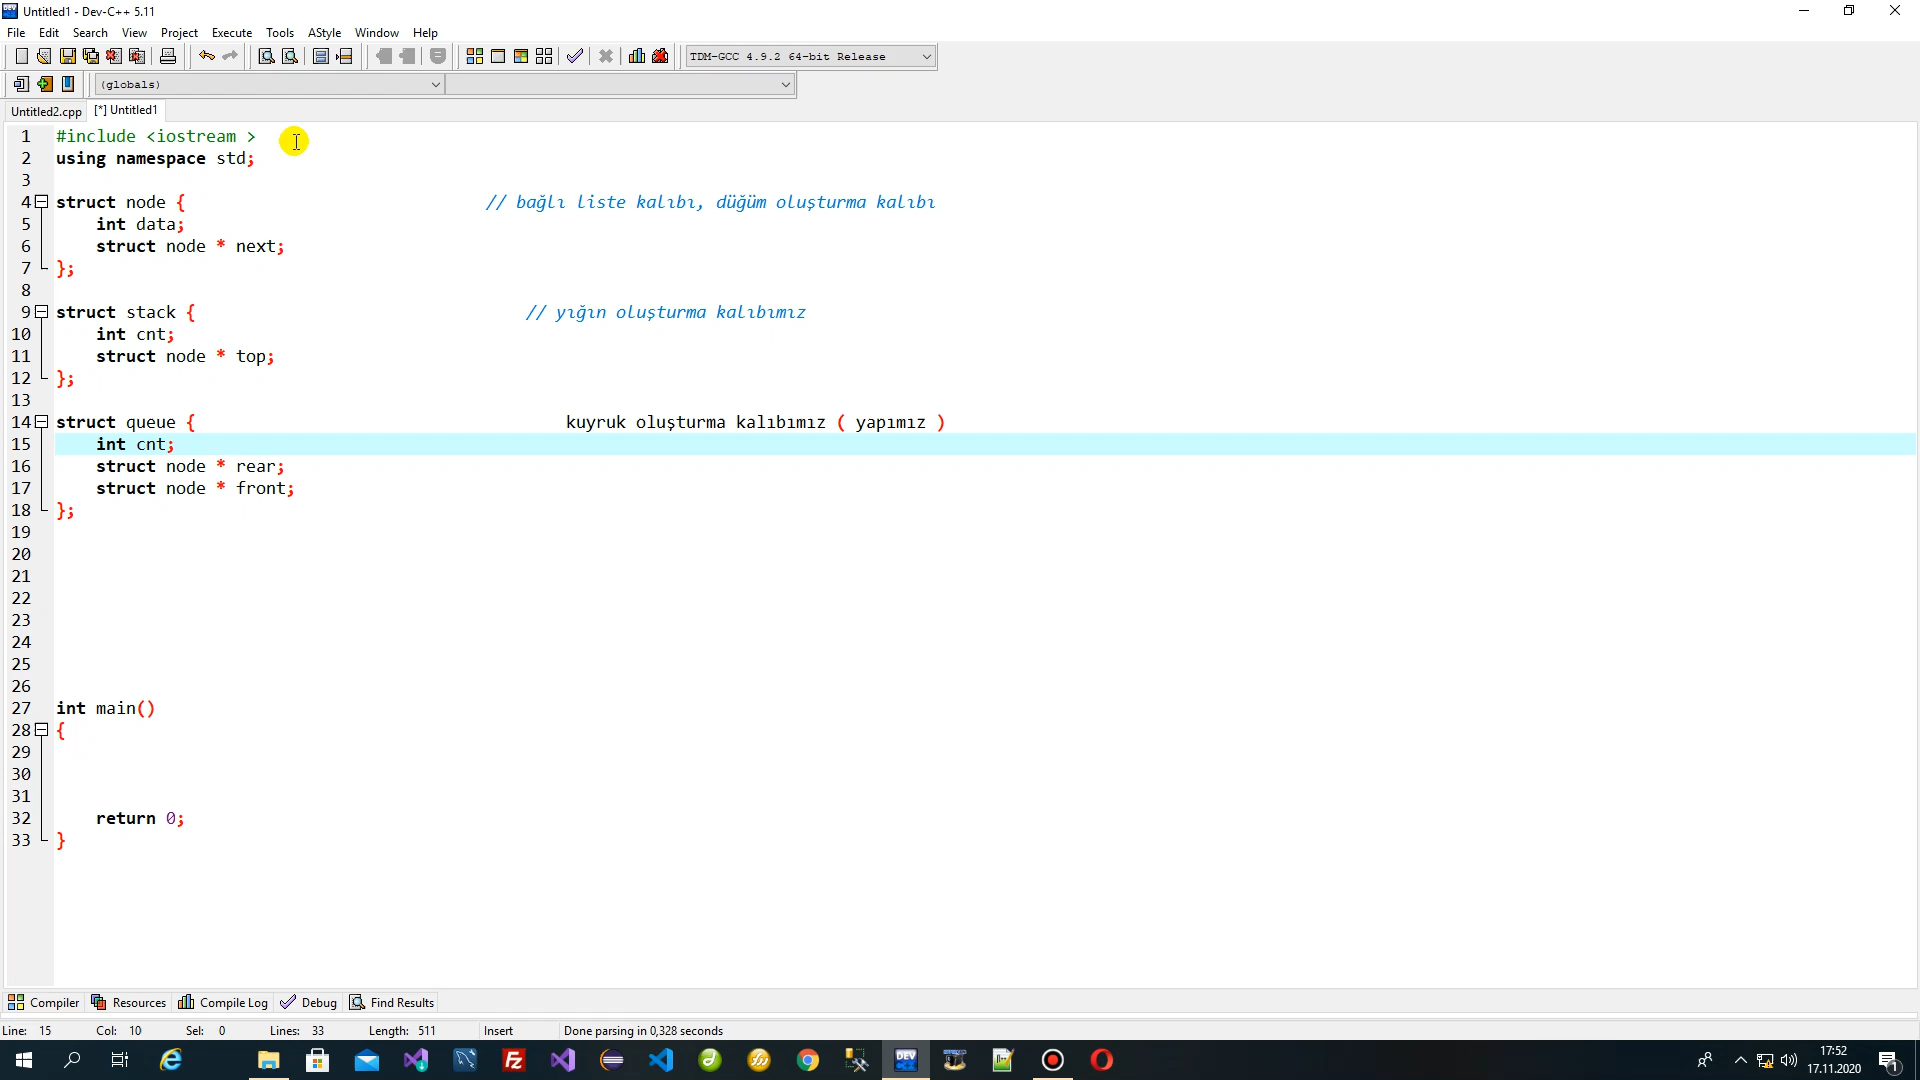 Untitled1 - Dev-C++ 5.11
File Edit Search View Project Execute Tools AStyle Window Help
TDM-GCC 4.9.2 64-bit Release
(globals)
Untitled2.cpp [*] Untitled1
1 #include <iostream >
2 using namespace std;
3
4 struct node { // bağlı liste kalıbı, düğüm oluşturma kalıbı
5 int data;
6 struct node * next;
7 };
8
9 struct stack { // yığın oluşturma kalıbımız
10 int cnt;
11 struct node * top;
12 };
13
14 struct queue { kuyruk oluşturma kalıbımız ( yapımız )
15 int cnt;
16 struct node * rear;
17 struct node * front;
18 };
19
20
21
22
23
24
25
26
27 int main()
28 {
29
30
31
32 return 0;
33 }
Compiler Resources Compile Log Debug Find Results
Line: 15 Col: 10 Sel: 0 Lines: 33 Length: 511 Insert Done parsing in 0,328 seconds
17:52
17.11.2020
1